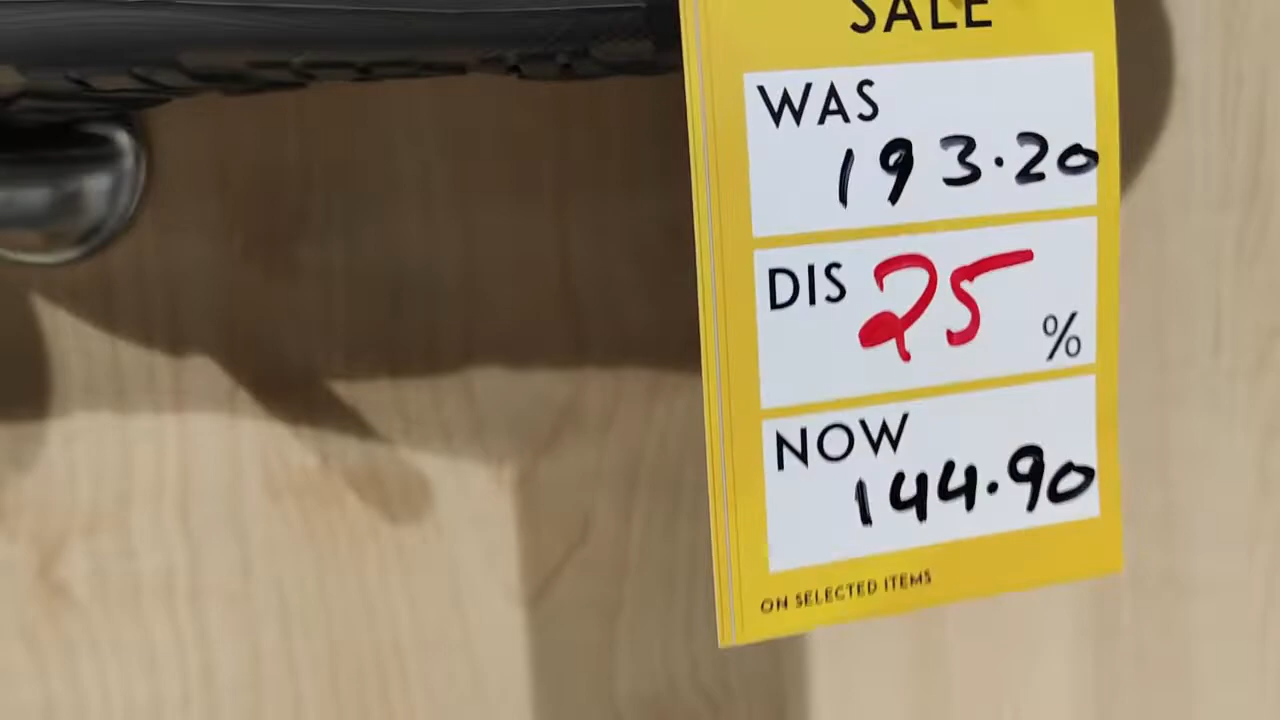 SALE
WAS
193.20
DIS 25 %
NOW
144.90
ON SELECTED ITEMS